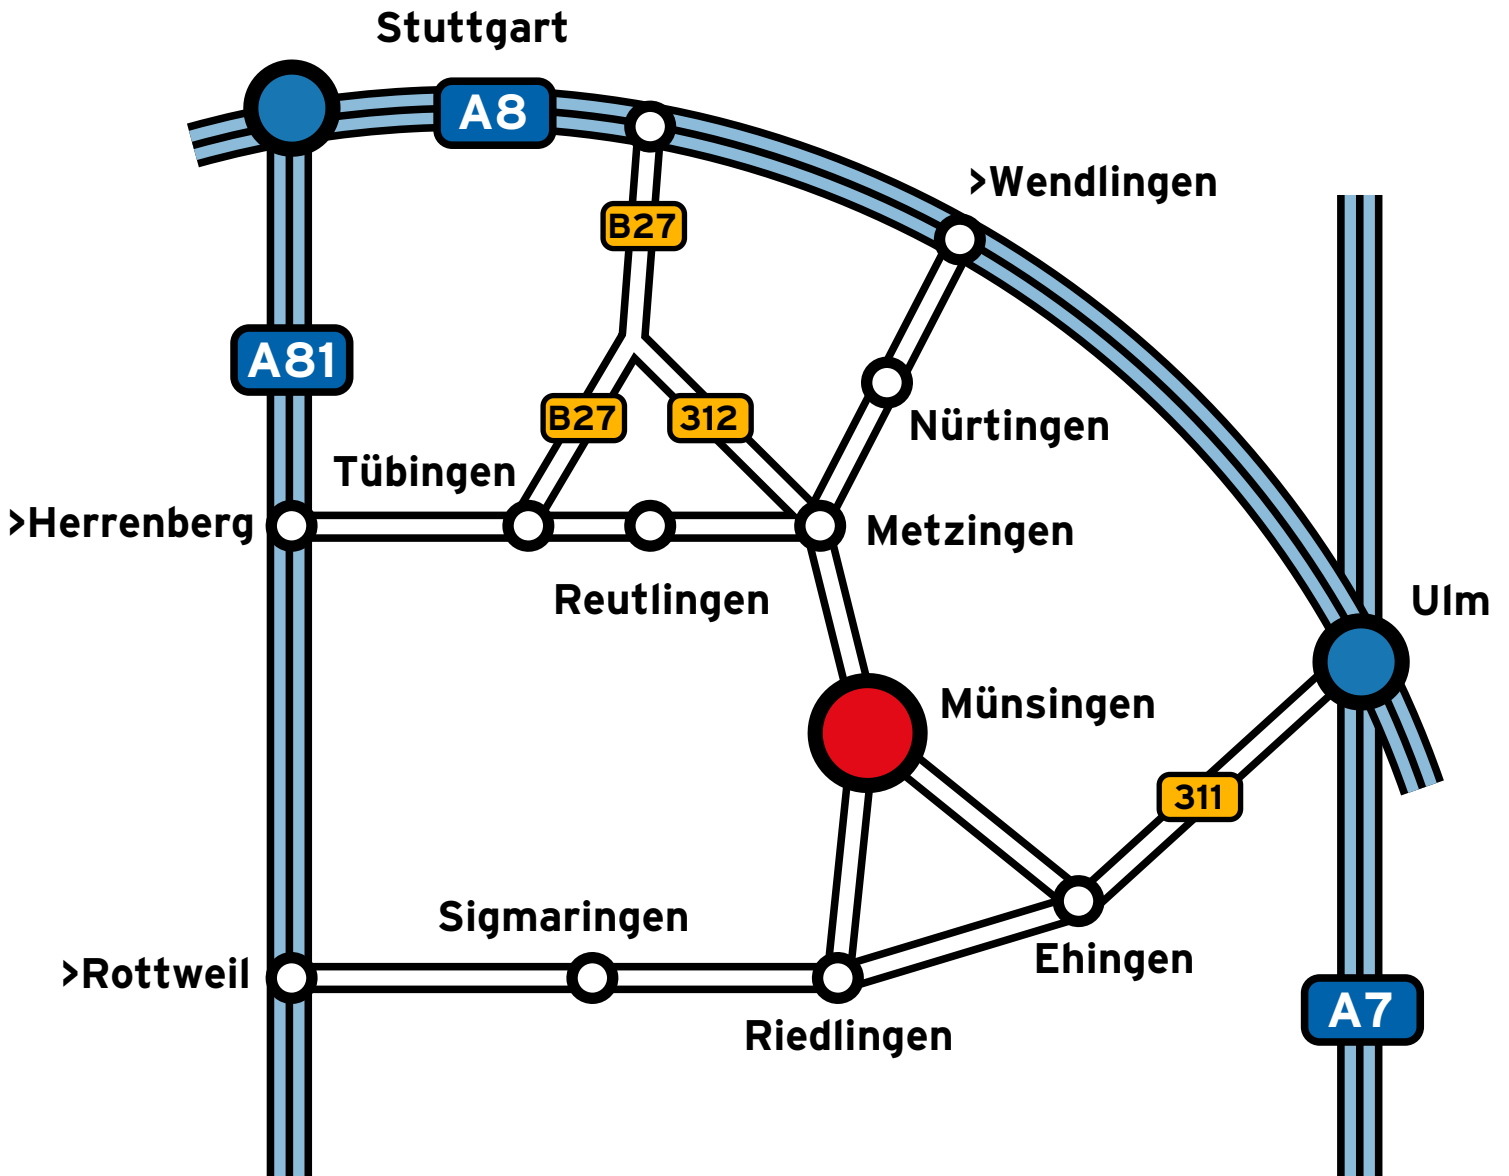 Stuttgart
A8
>Wendlingen
B27
A81
B27
312
Nürtingen
Tübingen
>Herrenberg
Metzingen
Reutlingen
Ulm
Münsingen
311
Sigmaringen
Ehingen
>Rottweil
A7
Riedlingen